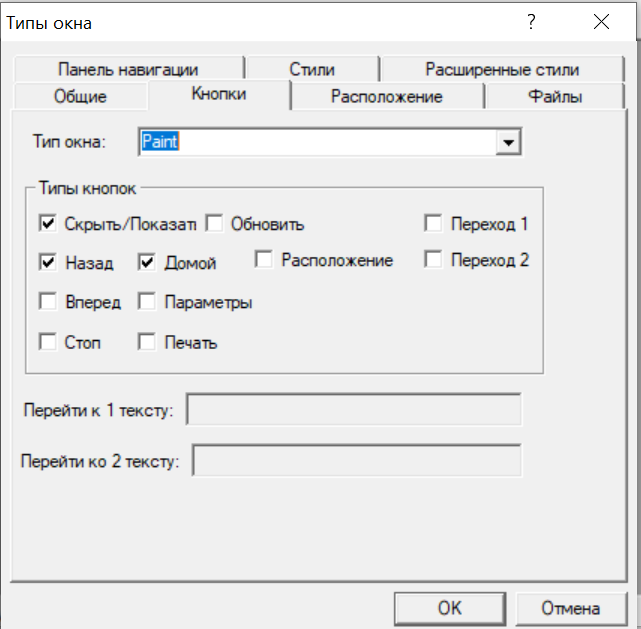 Типы окна
?
Панель навигации Стили Расширенные стили
Общие Кнопки Расположение Файлы
Тип окна: Paint
Типы кнопок
Скрыть/Показат Обновить Переход 1
Назад Домой Расположение Переход 2
Вперед Параметры
Стоп Печать
Перейти к 1 тексту:
Перейти ко 2 тексту:
OK Отмена